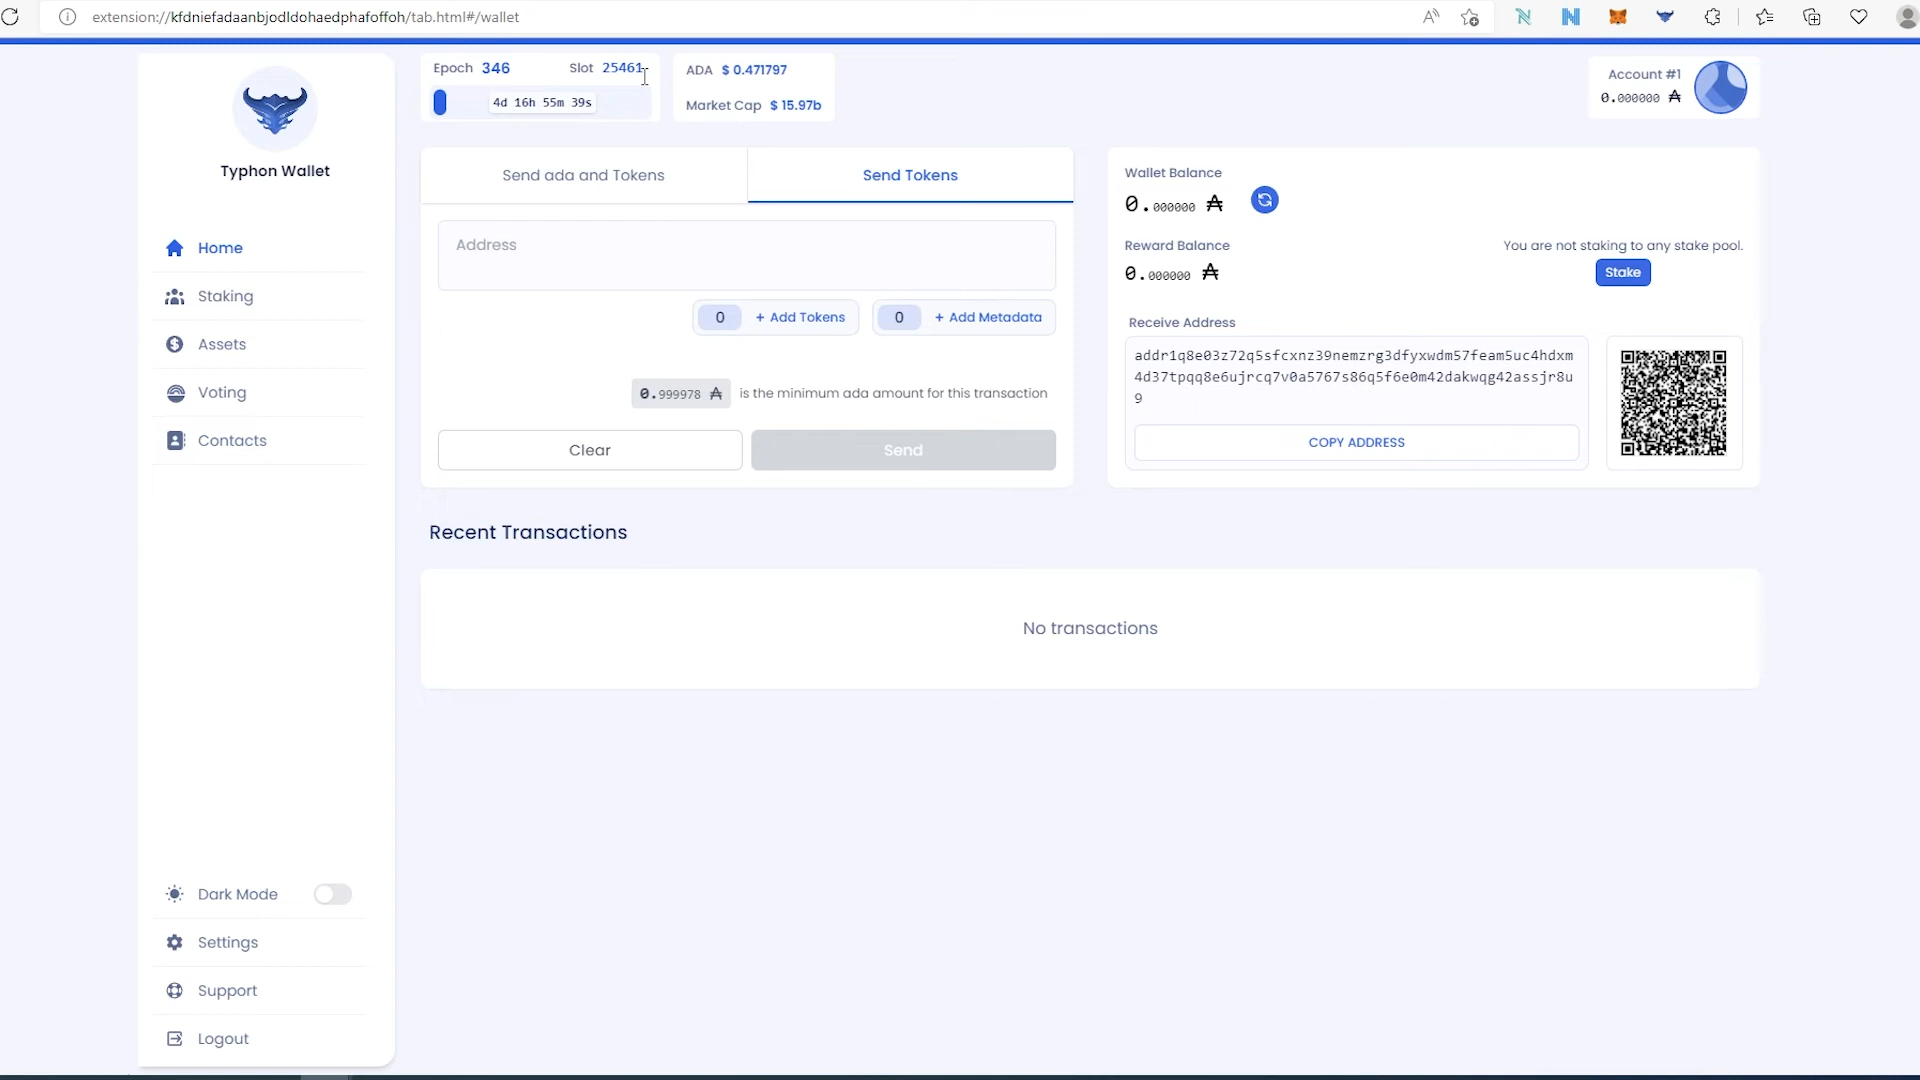 extension://kfdniefadaanbjodldohaedphafoffoh/tab.html#/wallet
Typhon Wallet
Home
Staking
Assets
Voting
Contacts
Dark Mode
Settings
Support
Logout
Epoch 346 Slot 25461
4d 16h 55m 39s
ADA $ 0.471797
Market Cap $ 15.97b
Account #1
0.000000 ₳
Send ada and Tokens
Send Tokens
Address
0 + Add Tokens
0 + Add Metadata
0.999978 ₳ is the minimum ada amount for this transaction
Clear
Send
Wallet Balance
0.000000 ₳
Reward Balance
0.000000 ₳
You are not staking to any stake pool.
Stake
Receive Address
addr1q8e03z72q5sfcxnz39nemzrg3dfyxwdm57feam5uc4hdxm
4d37tpqq8e6ujrcq7v0a5767s86q5f6e0m42dakwqg42assjr8u
9
COPY ADDRESS
Recent Transactions
No transactions